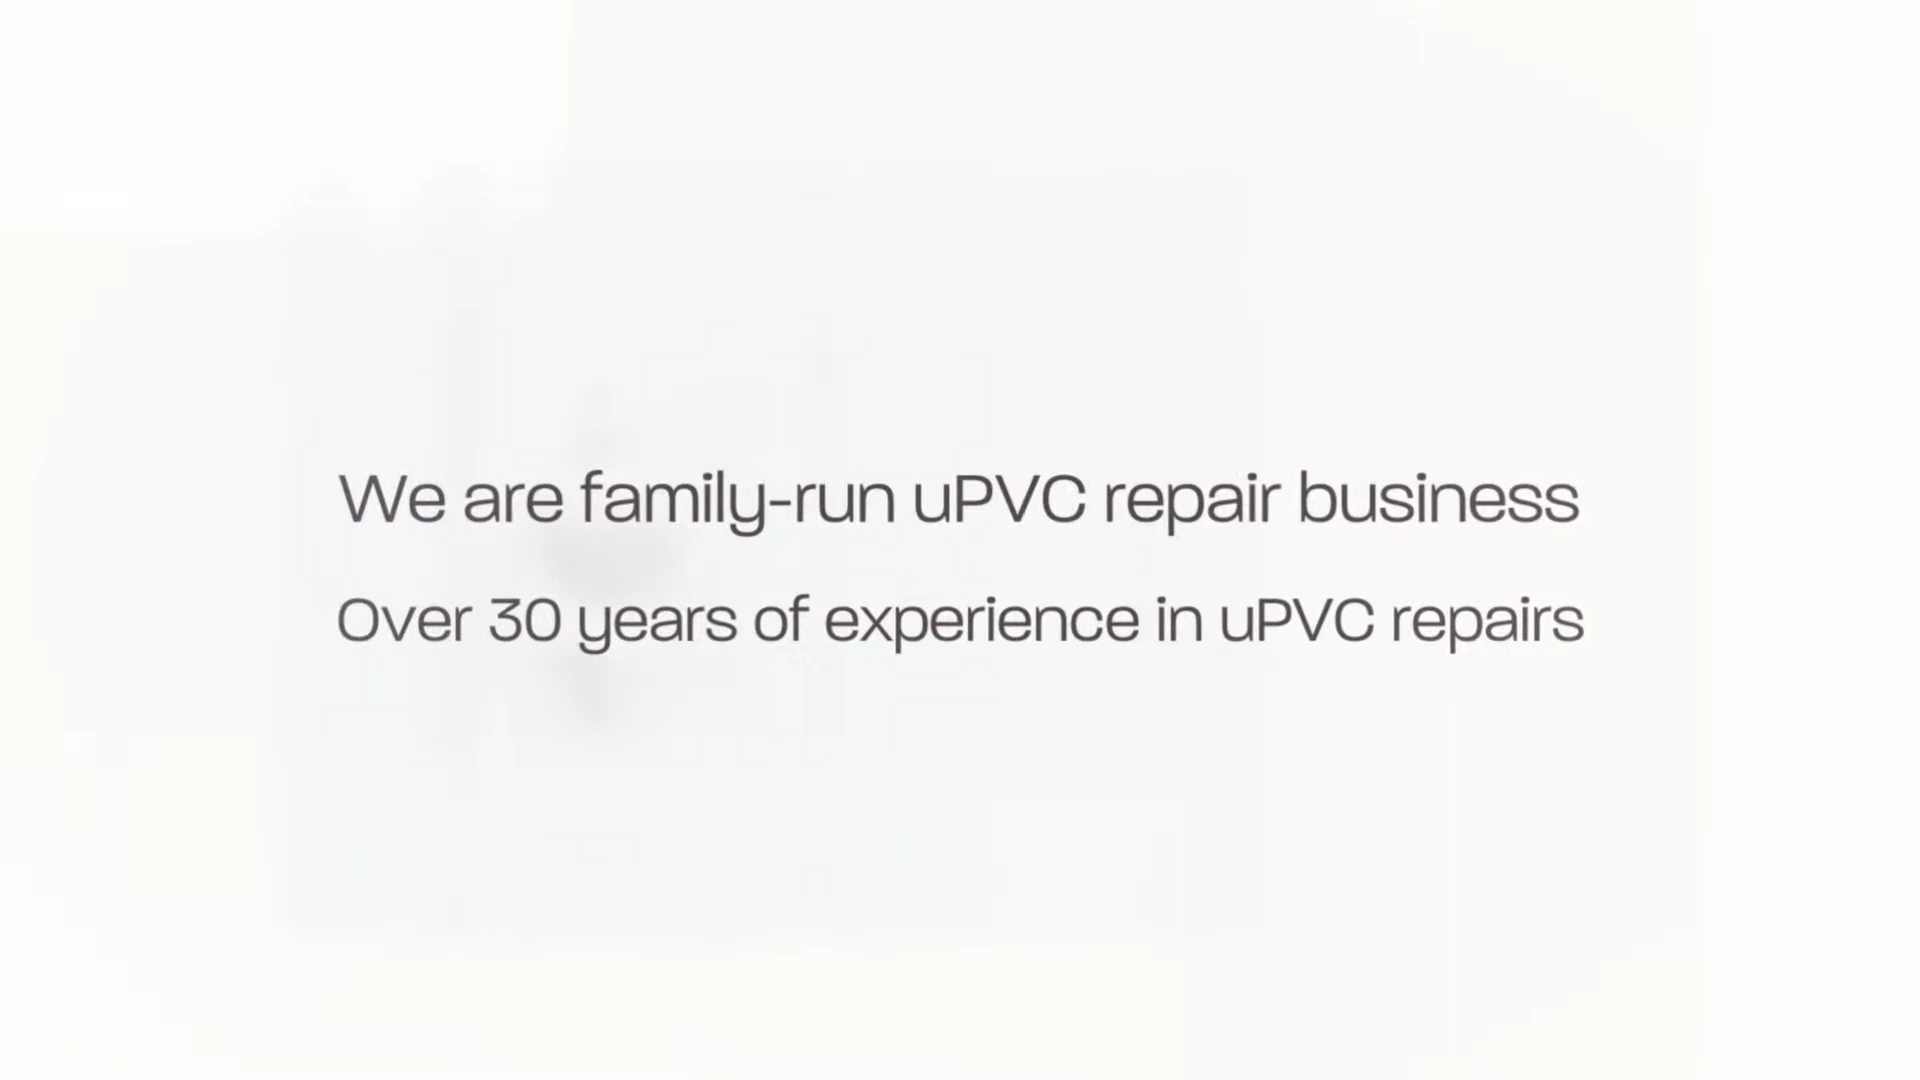 We are family-run uPVC repair business
Over 30 years of experience in uPVC repairs